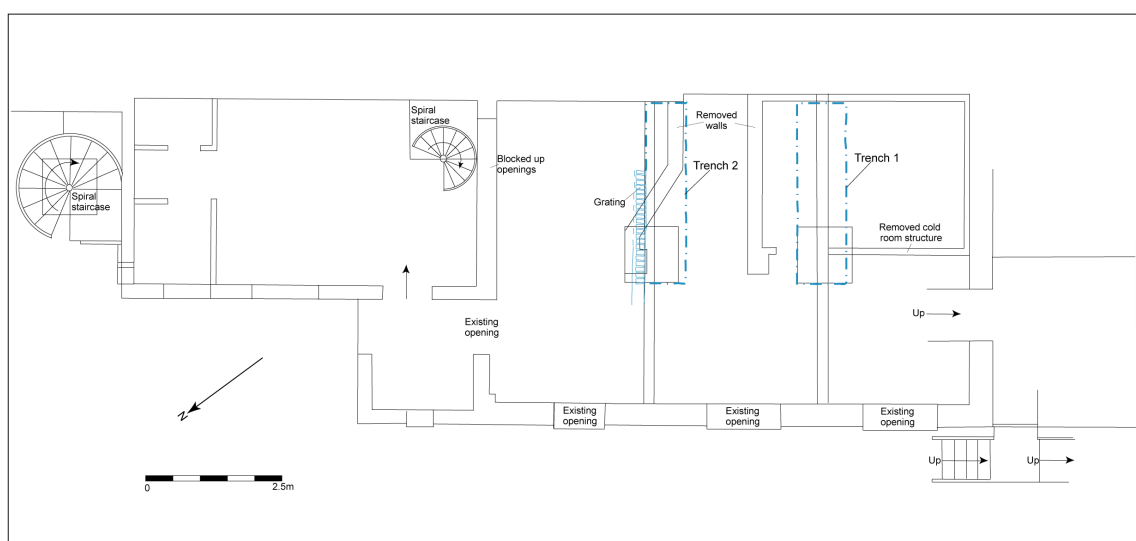 Spiral
staircase
Spiral
staircase
Blocked up
openings
Removed
walls
Trench 2
Trench 1
Grating
Removed cold
room structure
Existing
opening
Up
N
Existing
opening
Existing
opening
Existing
opening
Up
Up
0
2.5m